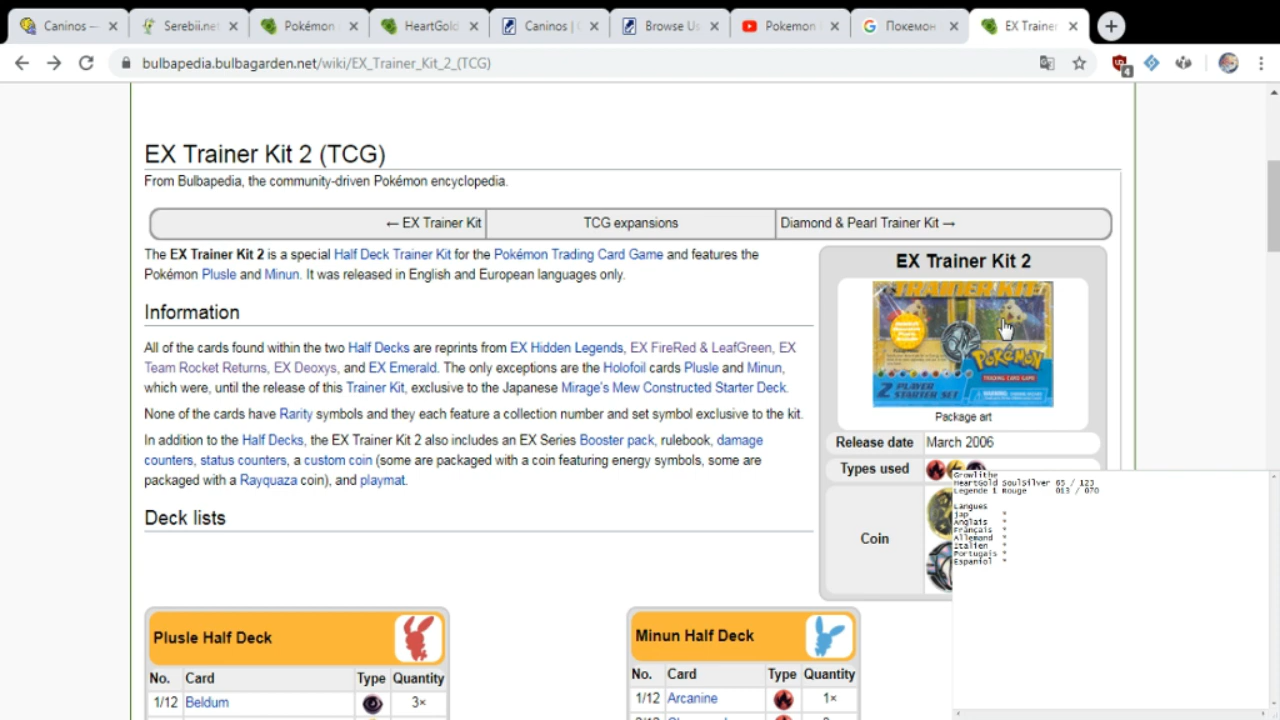 Caninos —
Serebii.ne
Pokémon
HeartGold
Caninos | (
Browse Us
Pokemon
Покемон
EX Traine
bulbapedia.bulbagarden.net/wiki/EX_Trainer_Kit_2_(TCG)
4
EX Trainer Kit 2 (TCG)
From Bulbapedia, the community-driven Pokémon encyclopedia.
← EX Trainer Kit
TCG expansions
Diamond & Pearl Trainer Kit →
The EX Trainer Kit 2 is a special Half Deck Trainer Kit for the Pokémon Trading Card Game and features the
Pokémon Plusle and Minun. It was released in English and European languages only.
Information
All of the cards found within the two Half Decks are reprints from EX Hidden Legends, EX FireRed & LeafGreen, EX
Team Rocket Returns, EX Deoxys, and EX Emerald. The only exceptions are the Holofoil cards Plusle and Minun,
which were, until the release of this Trainer Kit, exclusive to the Japanese Mirage's Mew Constructed Starter Deck.
None of the cards have Rarity symbols and they each feature a collection number and set symbol exclusive to the kit.
In addition to the Half Decks, the EX Trainer Kit 2 also includes an EX Series Booster pack, rulebook, damage
counters, status counters, a custom coin (some are packaged with a coin featuring energy symbols, some are
packaged with a Rayquaza coin), and playmat.
Deck lists
EX Trainer Kit 2
TRAINER KIT
POKéMON
TRADING CARD GAME
2 PLAYER
STARTER SET
WARNING
Package art
Release date March 2006
Types used
Coin
Growlithe
HeartGold SoulSilver 65 / 123
Legende 1 Rouge 013 / 070
Langues
jap *
Anglais *
Français *
Allemand *
Italien *
Portugais *
Espaniol *
Plusle Half Deck
No. Card Type Quantity
1/12 Beldum 3×
Minun Half Deck
No. Card Type Quantity
1/12 Arcanine 1×